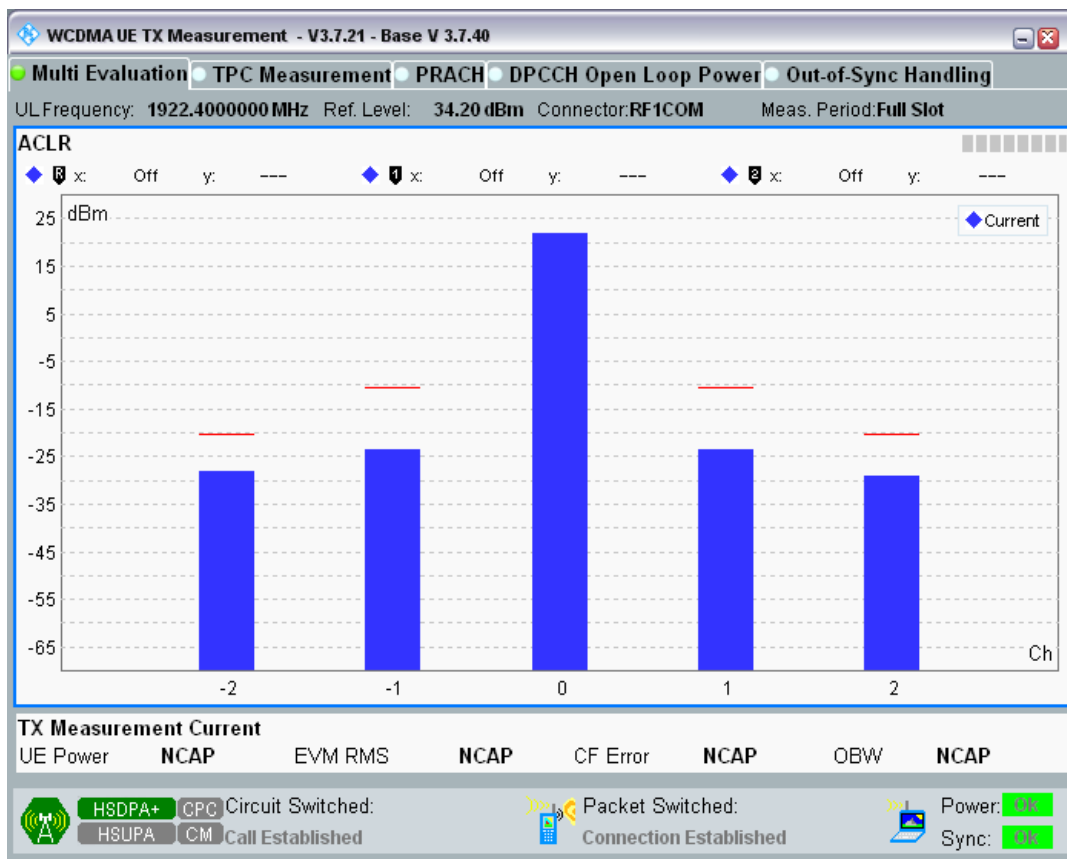 WCDMA UE TX Measurement - V3.7.21 - Base V 3.7.40
Multi Evaluation TPC Measurement PRACH DPCCH Open Loop Power Out-of-Sync Handling
UL Frequency: 1922.4000000 MHz Ref. Level: 34.20 dBm Connector:RF1COM Meas. Period:Full Slot
ACLR
R x: Off y: --- 1 x: Off y: --- 2 x: Off y: ---
dBm
Current
25
15
5
-5
-15
-25
-35
-45
-55
-65
Ch
-2 -1 0 1 2
TX Measurement Current
UE Power NCAP EVM RMS NCAP CF Error NCAP OBW NCAP
HSDPA+ CPC Circuit Switched: Packet Switched: Power: OK
HSUPA CM Call Established Connection Established Sync: OK